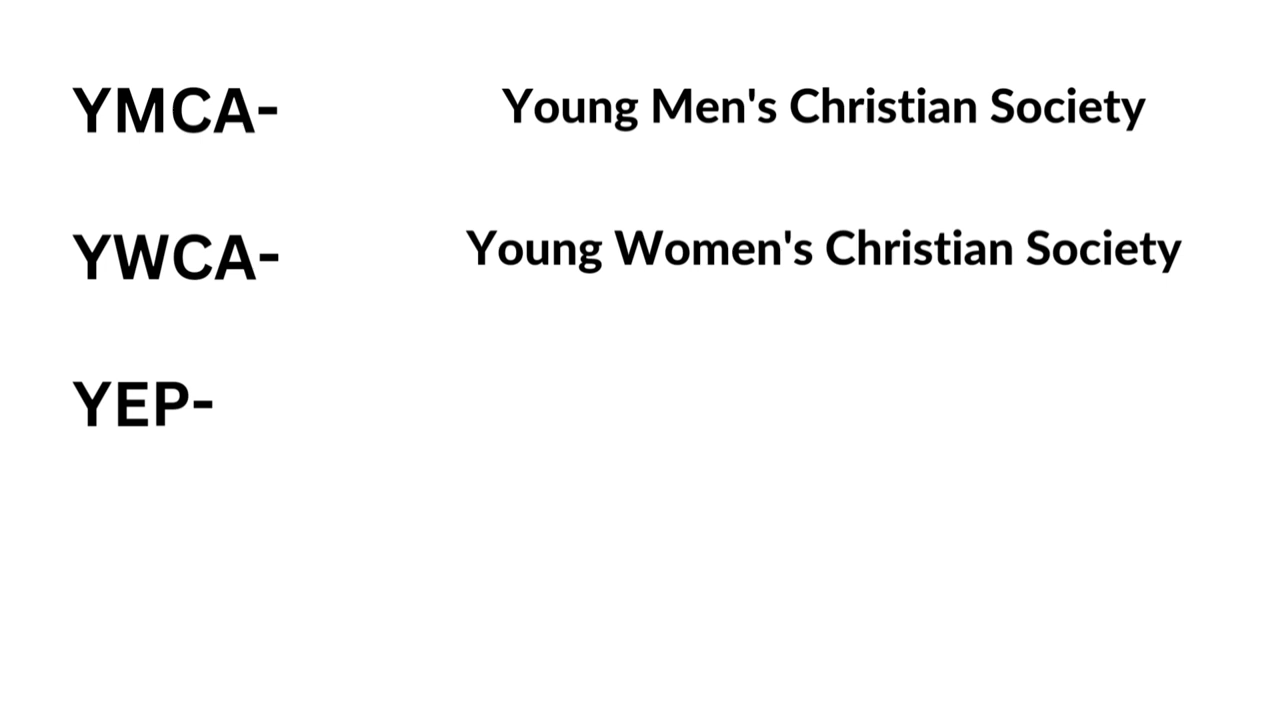 YMCA- Young Men's Christian Society
YWCA- Young Women's Christian Society
YEP-